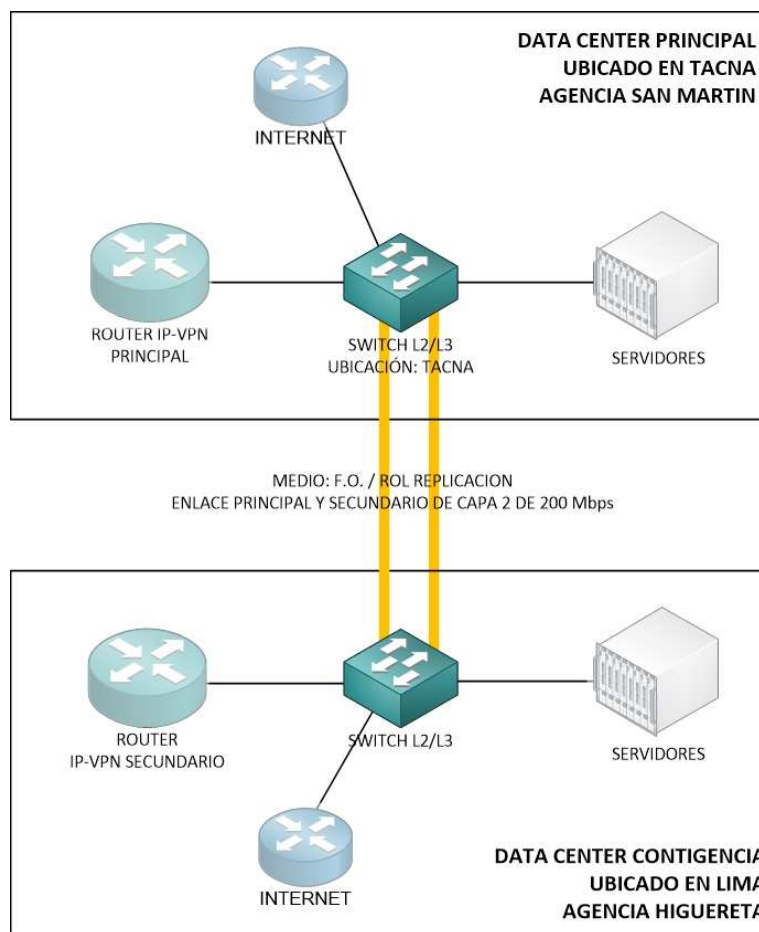 DATA CENTER PRINCIPAL
UBICADO EN TACNA
AGENCIA SAN MARTIN
INTERNET
ROUTER IP-VPN
PRINCIPAL
SWITCH L2/L3
UBICACIÓN: TACNA
SERVIDORES
MEDIO: F.O. / ROL REPLICACION
ENLACE PRINCIPAL Y SECUNDARIO DE CAPA 2 DE 200 Mbps
ROUTER
IP-VPN SECUNDARIO
SWITCH L2/L3
SERVIDORES
INTERNET
DATA CENTER CONTIGENCIA
UBICADO EN LIMA
AGENCIA HIGUERETA